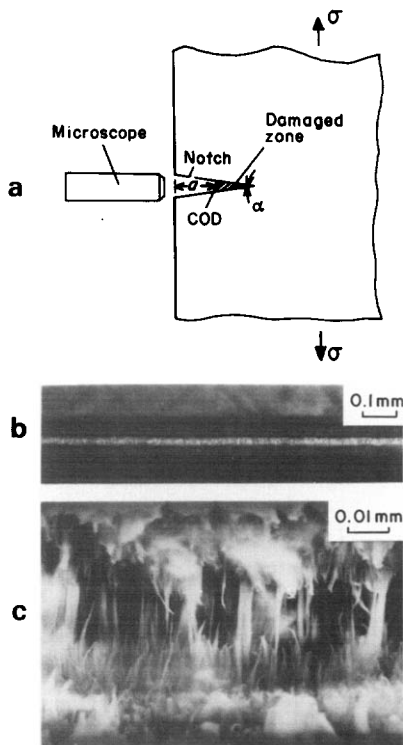 σ
Damaged
zone
Microscope
Notch
a
a
COD
α
σ
b
0.1mm
c
0.01mm